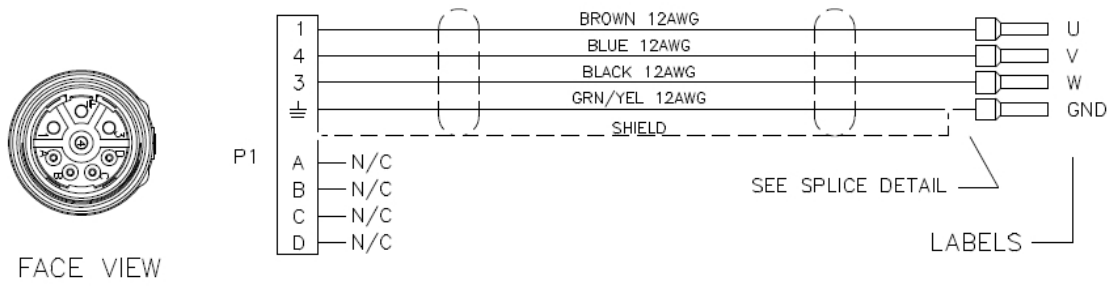 BROWN 12AWG
1
U
BLUE 12AWG
4
V
BLACK 12AWG
3
W
GRN/YEL 12AWG
GND
SHIELD
P1
A N/C
B N/C
C N/C
D N/C
SEE SPLICE DETAIL
LABELS
FACE VIEW